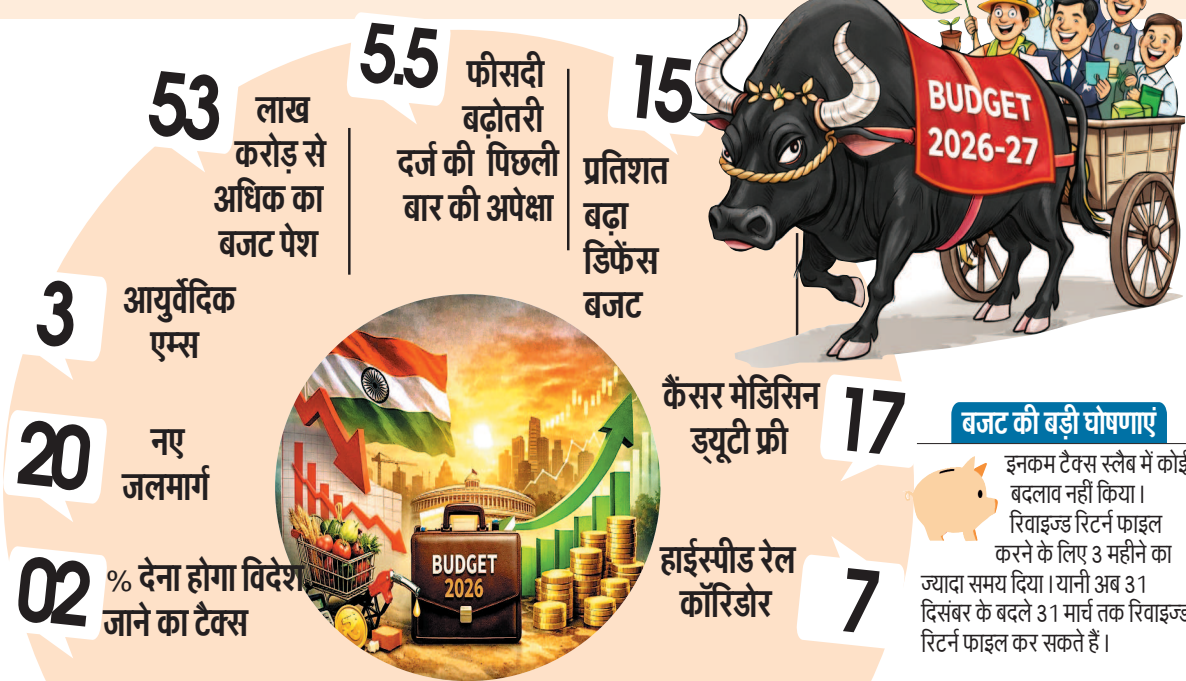 53
लाख
करोड़ से
अधिक का
बजट पेश
5.5
फीसदी
बढ़ोतरी
दर्ज की पिछली
बार की अपेक्षा
15
प्रतिशत
बढ़ा
डिफेंस
बजट
BUDGET
2026-27
3
आयुर्वेदिक
एम्स
20
नए
जलमार्ग
02
% देना होगा विदेश
जाने का टैक्स
BUDGET
2026
कैंसर मेडिसिन
ड्यूटी फ्री
17
हाईस्पीड रेल
कॉरिडोर
7
बजट की बड़ी घोषणाएं
इनकम टैक्स स्लैब में कोई
बदलाव नहीं किया।
रिवाइज्ड रिटर्न फाइल
करने के लिए 3 महीने का
ज्यादा समय दिया। यानी अब 31
दिसंबर के बदले 31 मार्च तक रिवाइज्ड
रिटर्न फाइल कर सकते हैं।